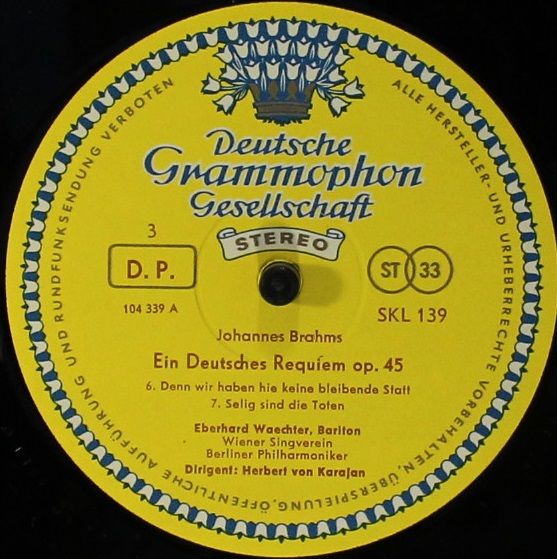 Deutsche
Grammophon
Gesellschaft
STEREO
3
D. P.
104 339 A
ST 33
SKL 139
Johannes Brahms
Ein Deutsches Requiem op. 45
6. Denn wir haben hie keine bleibende Statt
7. Selig sind die Toten
Eberhard Waechter, Bariton
Wiener Singverein
Berliner Philharmoniker
Dirigent: Herbert von Karajan
ALLE HERSTELLER- UND URHEBERRECHTE VORBEHALTEN, ÜBERSPIELUNG, ÖFFENTLICHE AUFFÜHRUNG UND RUNDFUNKSENDUNG VERBOTEN